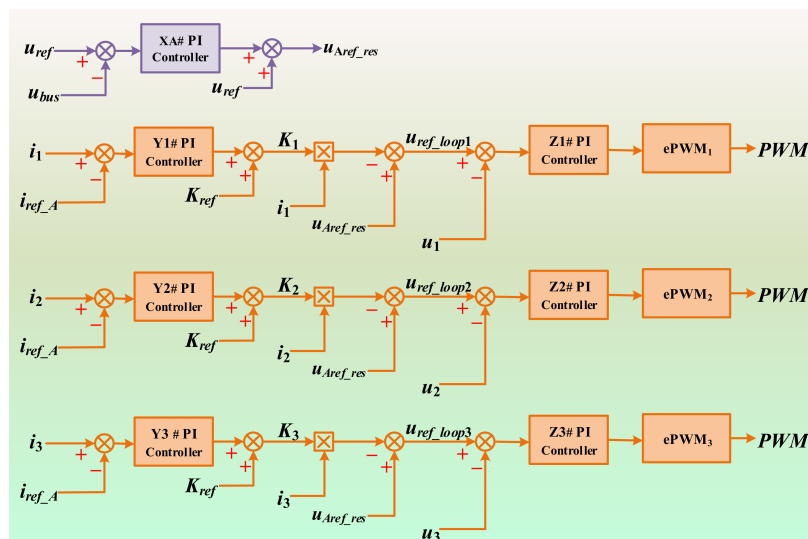 u_ref + − u_bus XA# PI Controller + + u_ref u_Aref_res
i_1 + − i_ref_A Y1# PI Controller + + K_ref K_1 i_1 − + u_Aref_res u_ref_loop1 + − u_1 Z1# PI Controller ePWM_1 PWM
i_2 + − i_ref_A Y2# PI Controller + + K_ref K_2 i_2 − + u_Aref_res u_ref_loop2 + − u_2 Z2# PI Controller ePWM_2 PWM
i_3 + − i_ref_A Y3 # PI Controller + + K_ref K_3 i_3 − + u_Aref_res u_ref_loop3 + − u_3 Z3# PI Controller ePWM_3 PWM